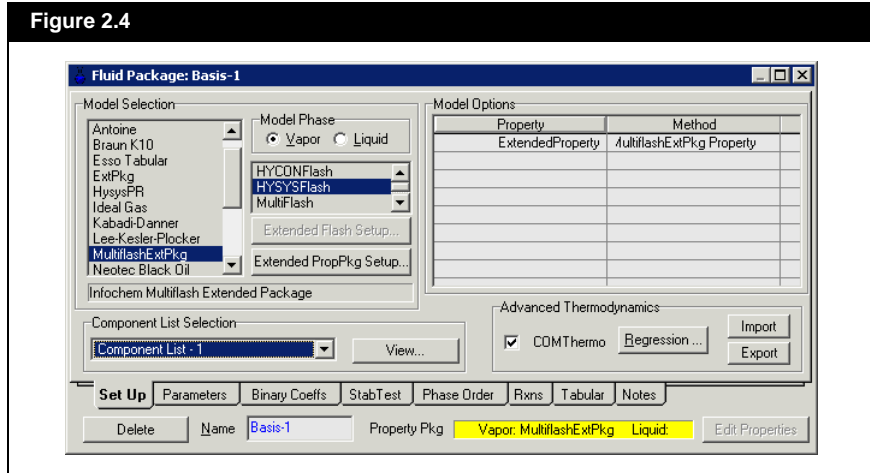 Figure 2.4
Fluid Package: Basis-1
Model Selection
Antoine
Braun K10
Esso Tabular
ExtPkg
HysysPR
Ideal Gas
Kabadi-Danner
Lee-Kesler-Plocker
MultiflashExtPkg
Neotec Black Oil
Infochem Multiflash Extended Package
Model Phase
Vapor Liquid
HYCONFlash
HYSYSFlash
MultiFlash
Extended Flash Setup...
Extended PropPkg Setup...
Model Options
Property Method
ExtendedProperty MultiflashExtPkg Property
Component List Selection
Component List - 1
View...
Advanced Thermodynamics
COMThermo Regression ...
Import
Export
Set Up Parameters Binary Coeffs StabTest Phase Order Rxns Tabular Notes
Delete Name Basis-1 Property Pkg Vapor: MultiflashExtPkg Liquid: Edit Properties